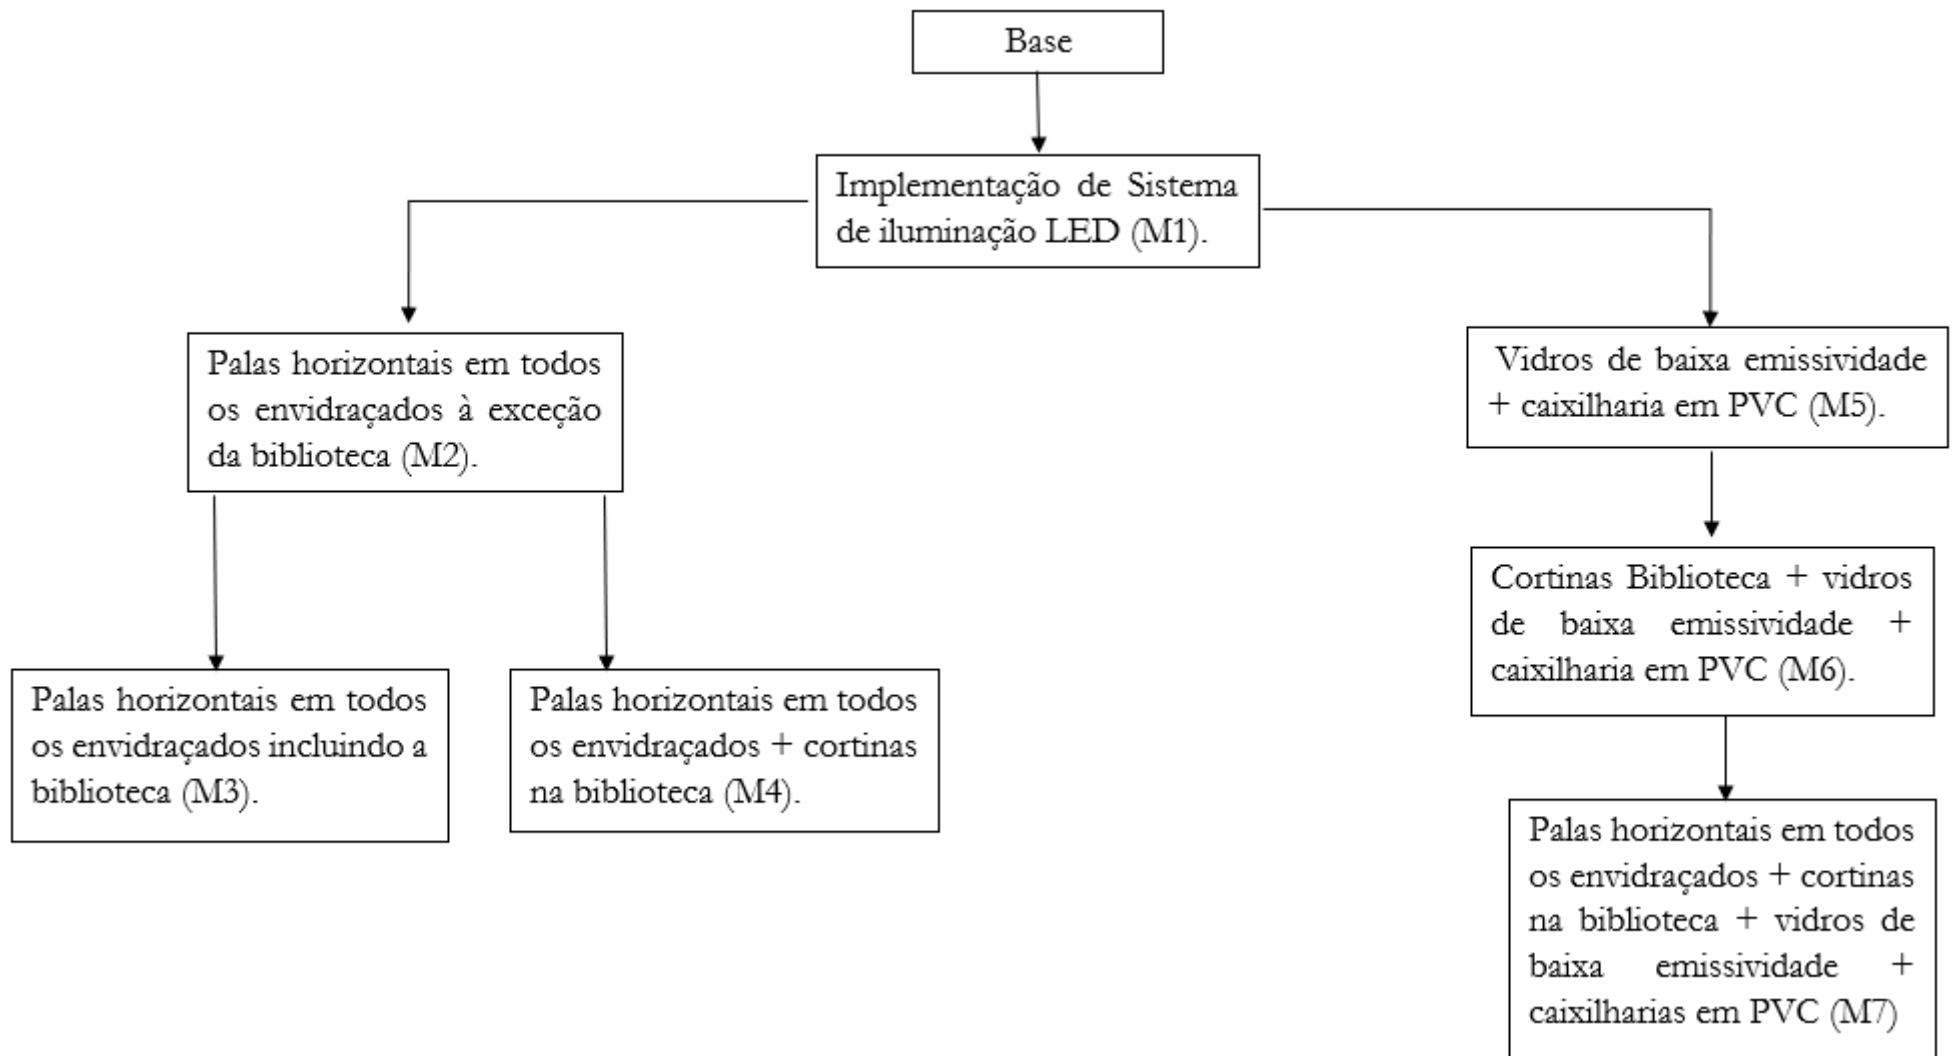 Base
Implementação de Sistema
de iluminação LED (M1).
Palas horizontais em todos
os envidraçados à exceção
da biblioteca (M2).
Vidros de baixa emissividade
+ caixilharia em PVC (M5).
Cortinas Biblioteca + vidros
de baixa emissividade +
caixilharia em PVC (M6).
Palas horizontais em todos
os envidraçados incluindo a
biblioteca (M3).
Palas horizontais em todos
os envidraçados + cortinas
na biblioteca (M4).
Palas horizontais em todos
os envidraçados + cortinas
na biblioteca + vidros de
baixa emissividade +
caixilharias em PVC (M7)